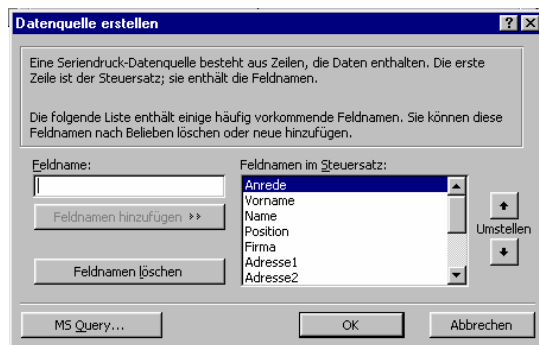 Datenquelle erstellen
Eine Seriendruck-Datenquelle besteht aus Zeilen, die Daten enthalten. Die erste
Zeile ist der Steuersatz; sie enthält die Feldnamen.
Die folgende Liste enthält einige häufig vorkommende Feldnamen. Sie können diese
Feldnamen nach Belieben löschen oder neue hinzufügen.
Feldname:
Feldnamen hinzufügen >>
Feldnamen löschen
Feldnamen im Steuersatz:
Anrede
Vorname
Name
Position
Firma
Adresse1
Adresse2
Umstellen
MS Query...
OK
Abbrechen